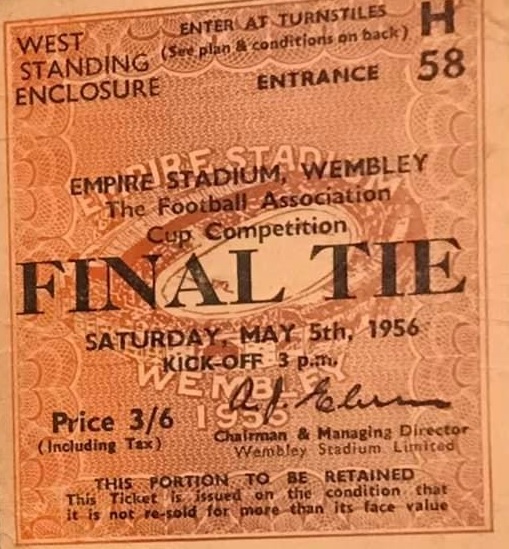 WEST
STANDING
ENCLOSURE
ENTER AT TURNSTILES
(See plan & conditions on back)
ENTRANCE
H
58
EMPIRE STADIUM
EMPIRE STADIUM, WEMBLEY
The Football Association
Cup Competition
FINAL TIE
SATURDAY, MAY 5th, 1956
KICK-OFF 3 p.m.
WEMBLEY
Price 3/6
(Including Tax)
Chairman & Managing Director
Wembley Stadium Limited
THIS PORTION TO BE RETAINED
This Ticket is issued on the condition that
it is not re-sold for more than its face value